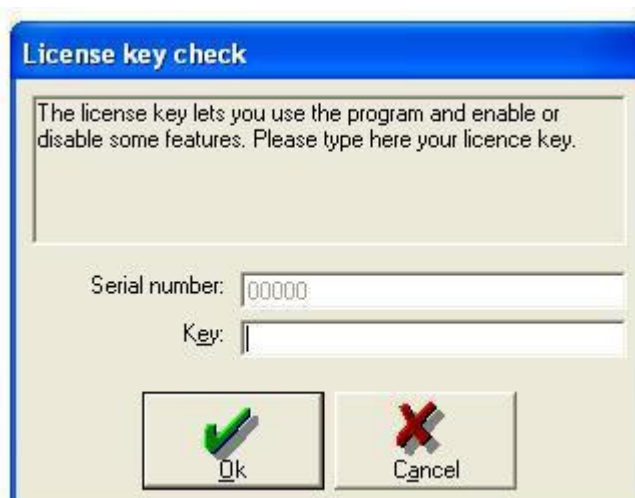 License key check
The license key lets you use the program and enable or
disable some features. Please type here your licence key.
Serial number: 00000
Key:
Ok
Cancel